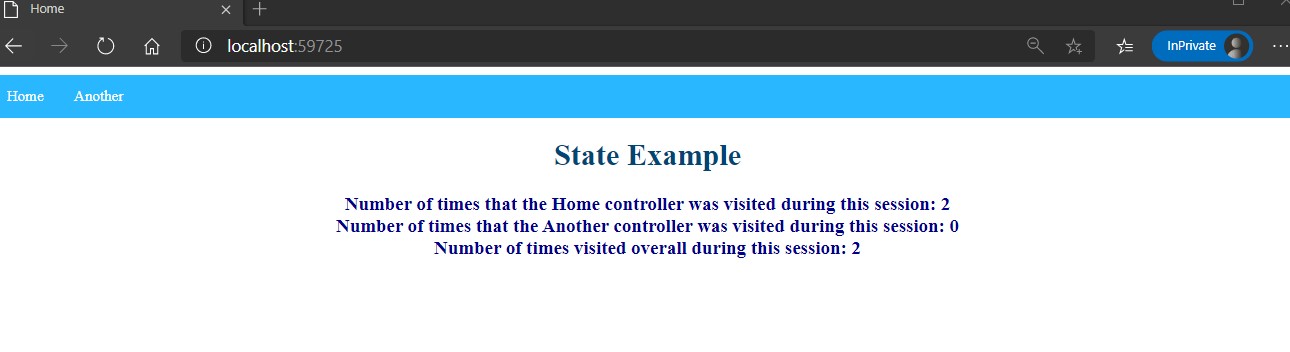 Home
localhost:59725
InPrivate
Home Another
State Example
Number of times that the Home controller was visited during this session: 2
Number of times that the Another controller was visited during this session: 0
Number of times visited overall during this session: 2